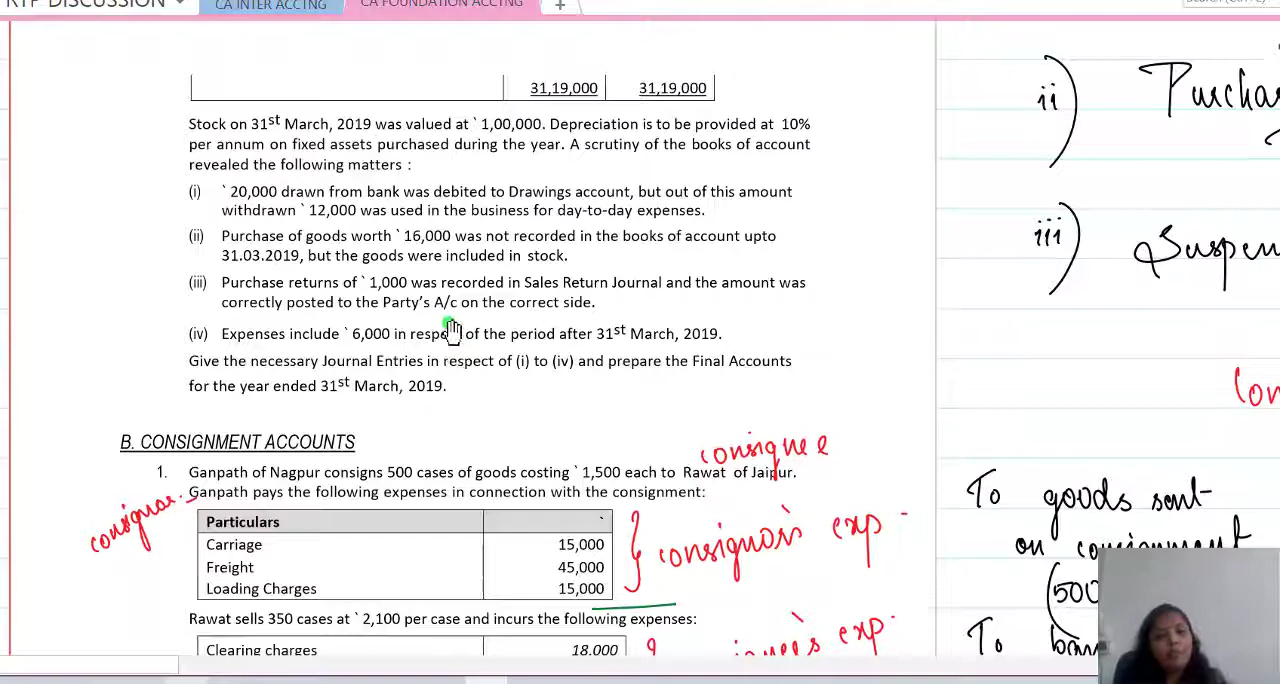 RTP DISCUSSION
CA INTER ACCTNG
CA FOUNDATION ACCTNG
+
31,19,000 31,19,000
Stock on 31st March, 2019 was valued at ` 1,00,000. Depreciation is to be provided at 10%
per annum on fixed assets purchased during the year. A scrutiny of the books of account
revealed the following matters :
(i) ` 20,000 drawn from bank was debited to Drawings account, but out of this amount
withdrawn ` 12,000 was used in the business for day-to-day expenses.
(ii) Purchase of goods worth ` 16,000 was not recorded in the books of account upto
31.03.2019, but the goods were included in stock.
(iii) Purchase returns of ` 1,000 was recorded in Sales Return Journal and the amount was
correctly posted to the Party's A/c on the correct side.
(iv) Expenses include ` 6,000 in respect of the period after 31st March, 2019.
Give the necessary Journal Entries in respect of (i) to (iv) and prepare the Final Accounts
for the year ended 31st March, 2019.
B. CONSIGNMENT ACCOUNTS
consignee
1. Ganpath of Nagpur consigns 500 cases of goods costing ` 1,500 each to Rawat of Jaipur.
Ganpath pays the following expenses in connection with the consignment:
consignor
Particulars `
Carriage 15,000
Freight 45,000
Loading Charges 15,000
consignor's exp
Rawat sells 350 cases at ` 2,100 per case and incurs the following expenses:
Clearing charges 18,000
exp
ii)
iii)
To goods sent
on consignment
(500
To